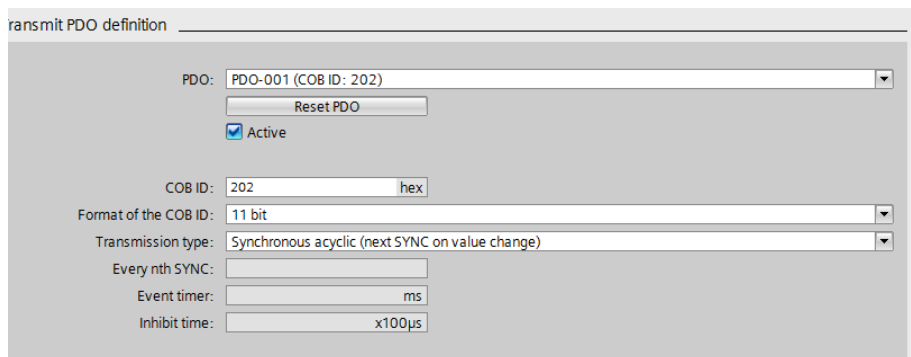 ransmit PDO definition
PDO: PDO-001 (COB ID: 202)
Reset PDO
Active
COB ID: 202 hex
Format of the COB ID: 11 bit
Transmission type: Synchronous acyclic (next SYNC on value change)
Every nth SYNC:
Event timer: ms
Inhibit time: x100µs